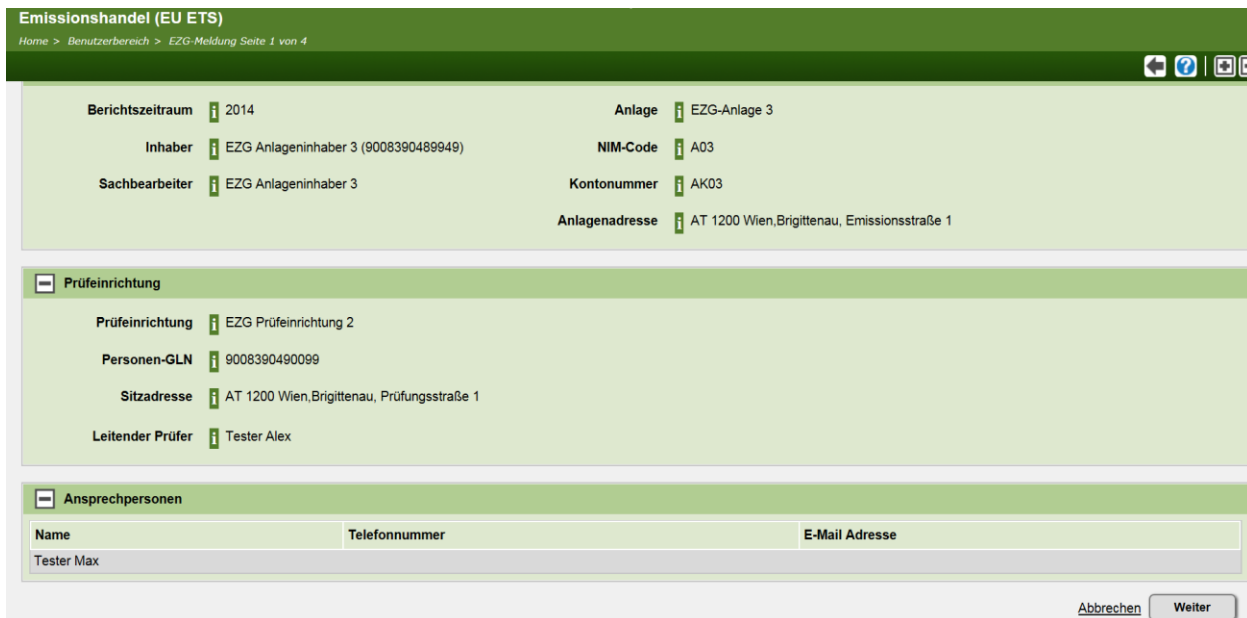 Emissionshandel (EU ETS)
Home > Benutzerbereich > EZG-Meldung Seite 1 von 4
Berichtszeitraum i 2014 Anlage i EZG-Anlage 3
Inhaber i EZG Anlageninhaber 3 (9008390489949) NIM-Code i A03
Sachbearbeiter i EZG Anlageninhaber 3 Kontonummer i AK03
Anlagenadresse i AT 1200 Wien,Brigittenau, Emissionsstraße 1
Prüfeinrichtung
Prüfeinrichtung i EZG Prüfeinrichtung 2
Personen-GLN i 9008390490099
Sitzadresse i AT 1200 Wien,Brigittenau, Prüfungsstraße 1
Leitender Prüfer i Tester Alex
Ansprechpersonen
Name Telefonnummer E-Mail Adresse
Tester Max
Abbrechen Weiter